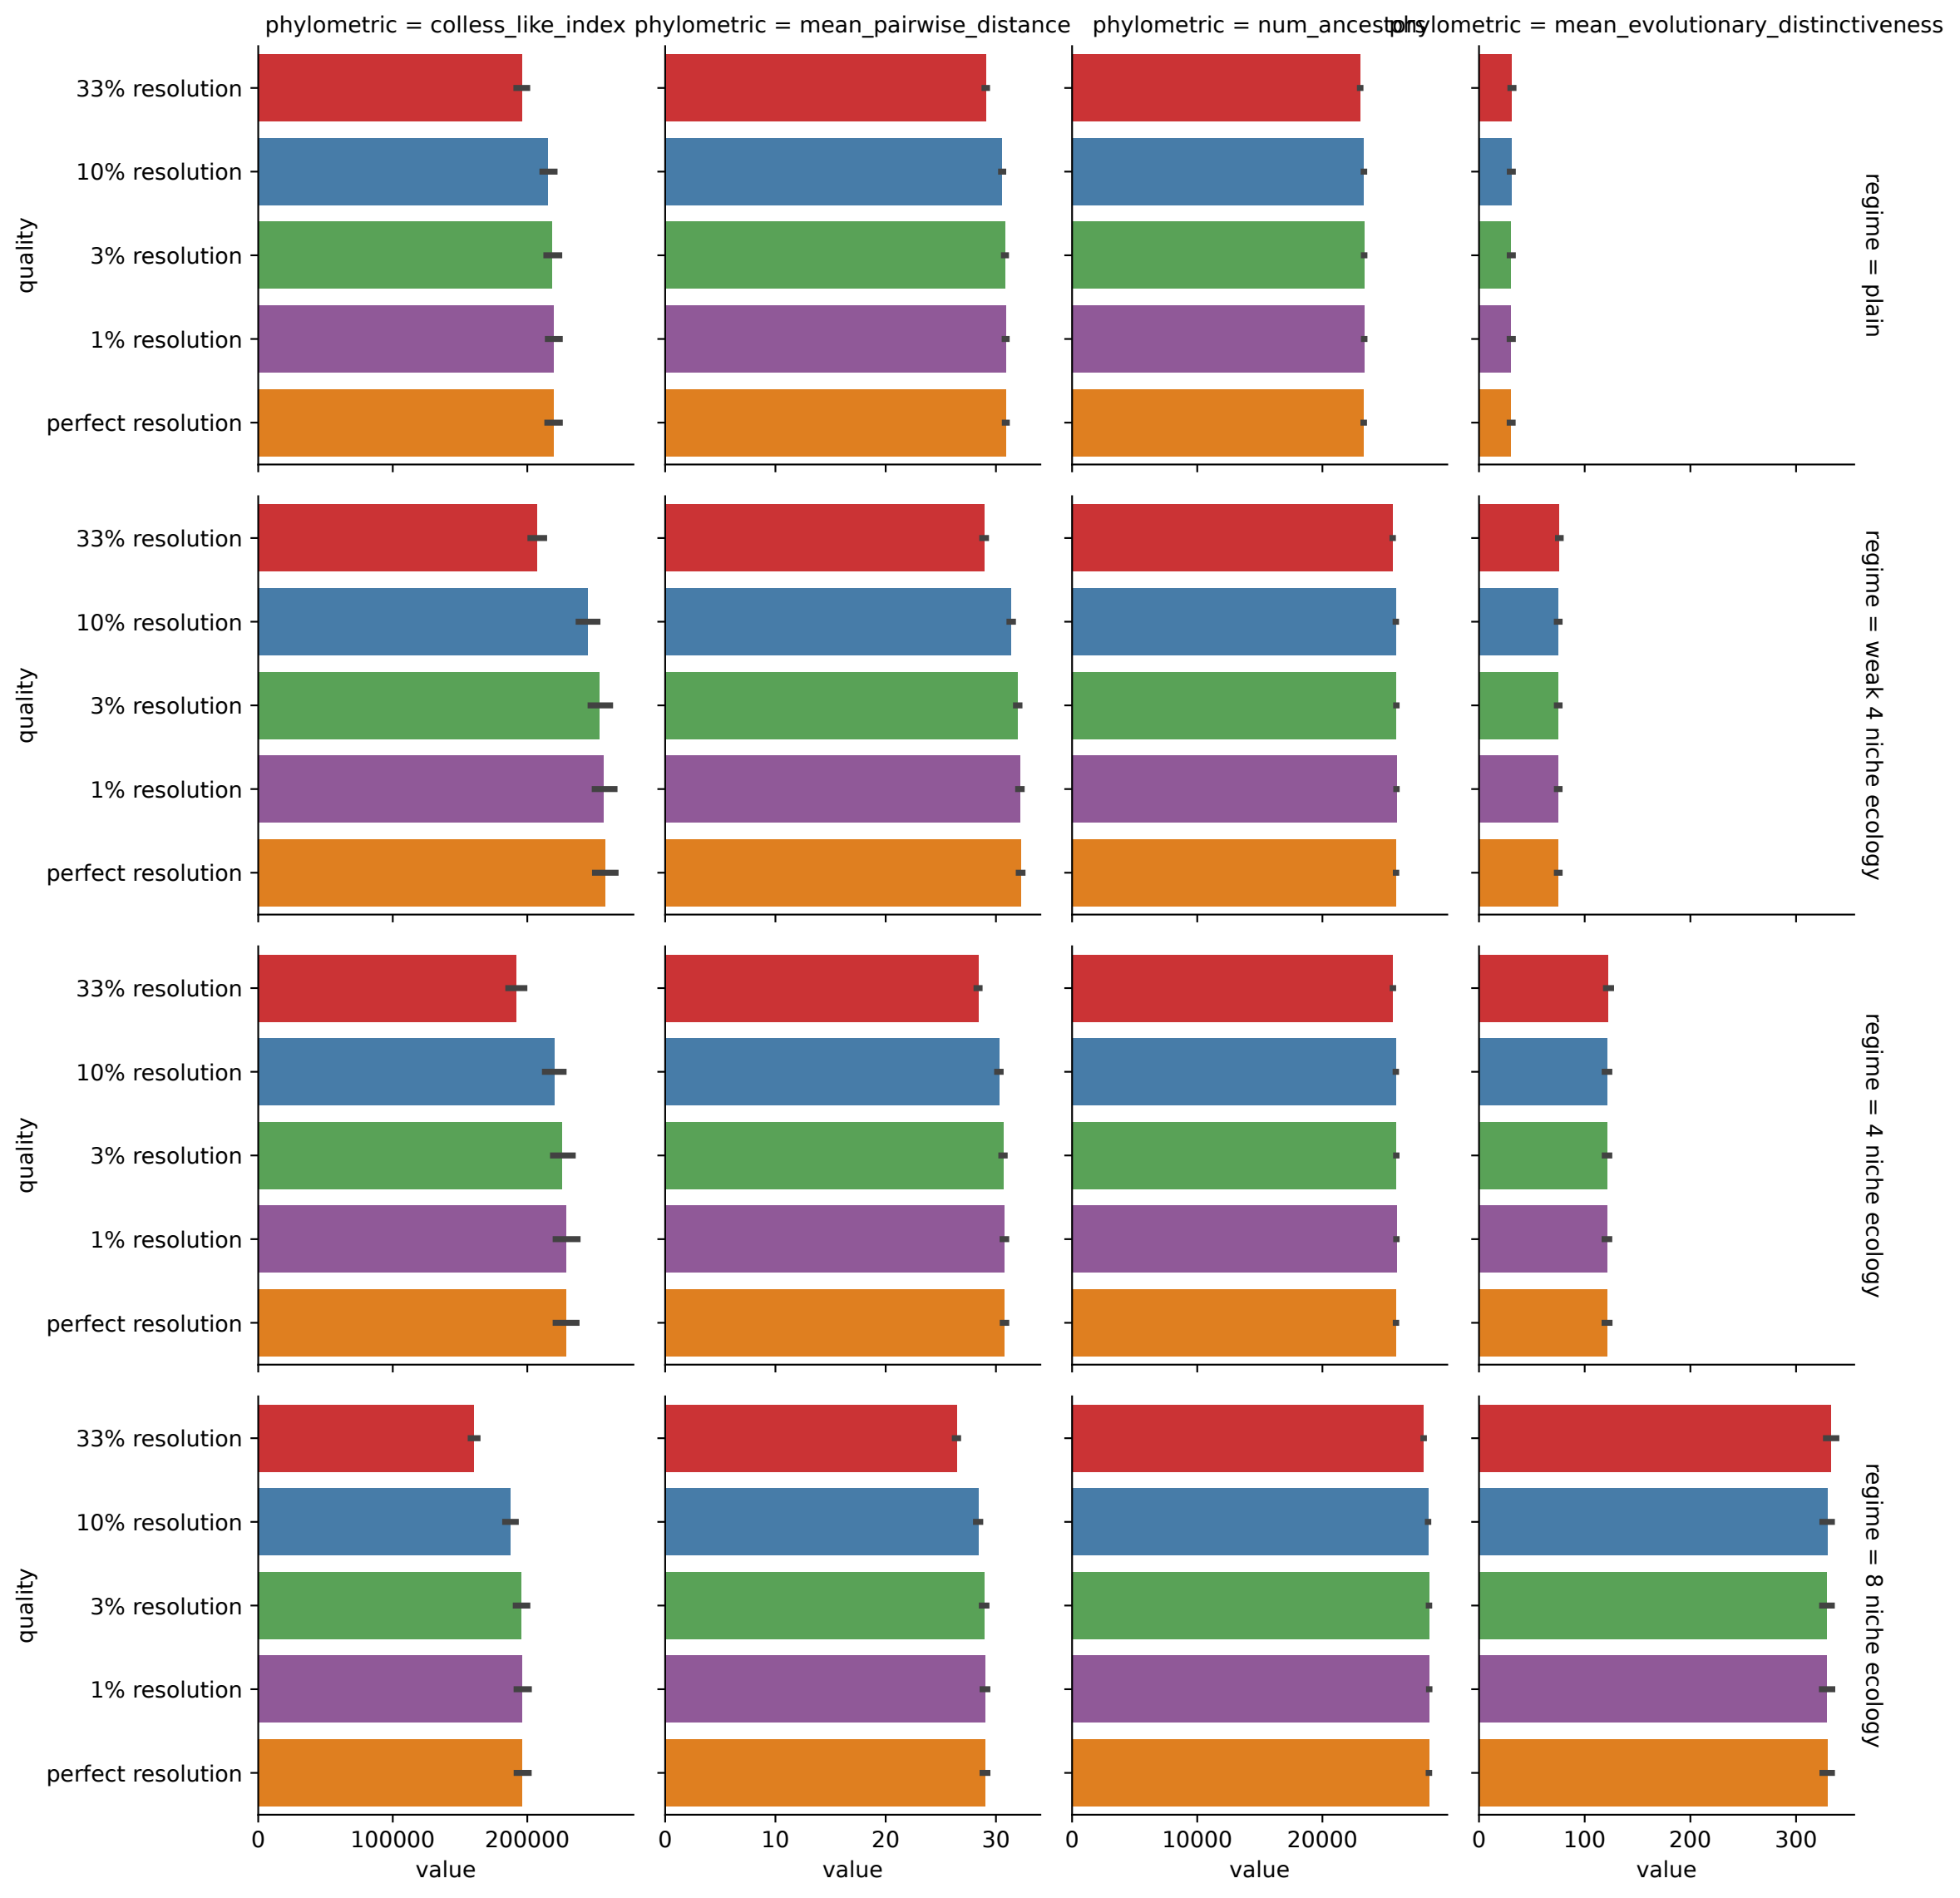 phylometric = colless_like_index
phylometric = mean_pairwise_distance
phylometric = num_ancestors
phylometric = mean_evolutionary_distinctiveness
quality
33% resolution
10% resolution
3% resolution
1% resolution
perfect resolution
regime = plain
quality
33% resolution
10% resolution
3% resolution
1% resolution
perfect resolution
regime = weak 4 niche ecology
quality
33% resolution
10% resolution
3% resolution
1% resolution
perfect resolution
regime = 4 niche ecology
quality
33% resolution
10% resolution
3% resolution
1% resolution
perfect resolution
regime = 8 niche ecology
0 100000 200000
value
0 10 20 30
value
0 10000 20000
value
0 100 200 300
value